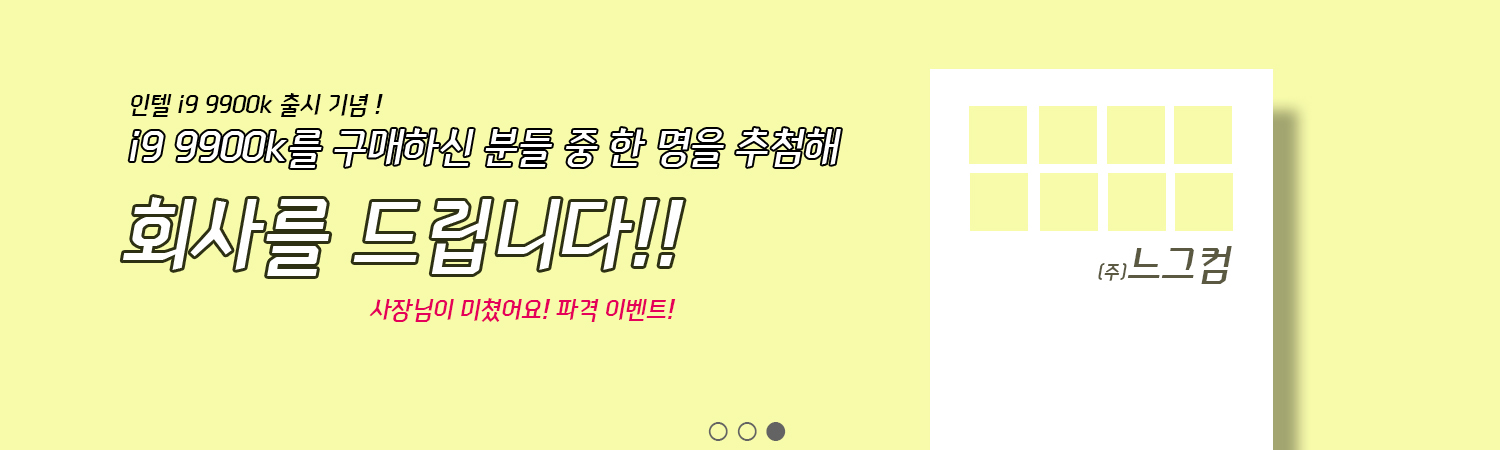 인텔 i9 9900k 출시 기념 !
i9 9900k를 구매하신 분들 중 한 명을 추첨해
회사를 드립니다!!
사장님이 미쳤어요! 파격 이벤트!
(주)느그컴